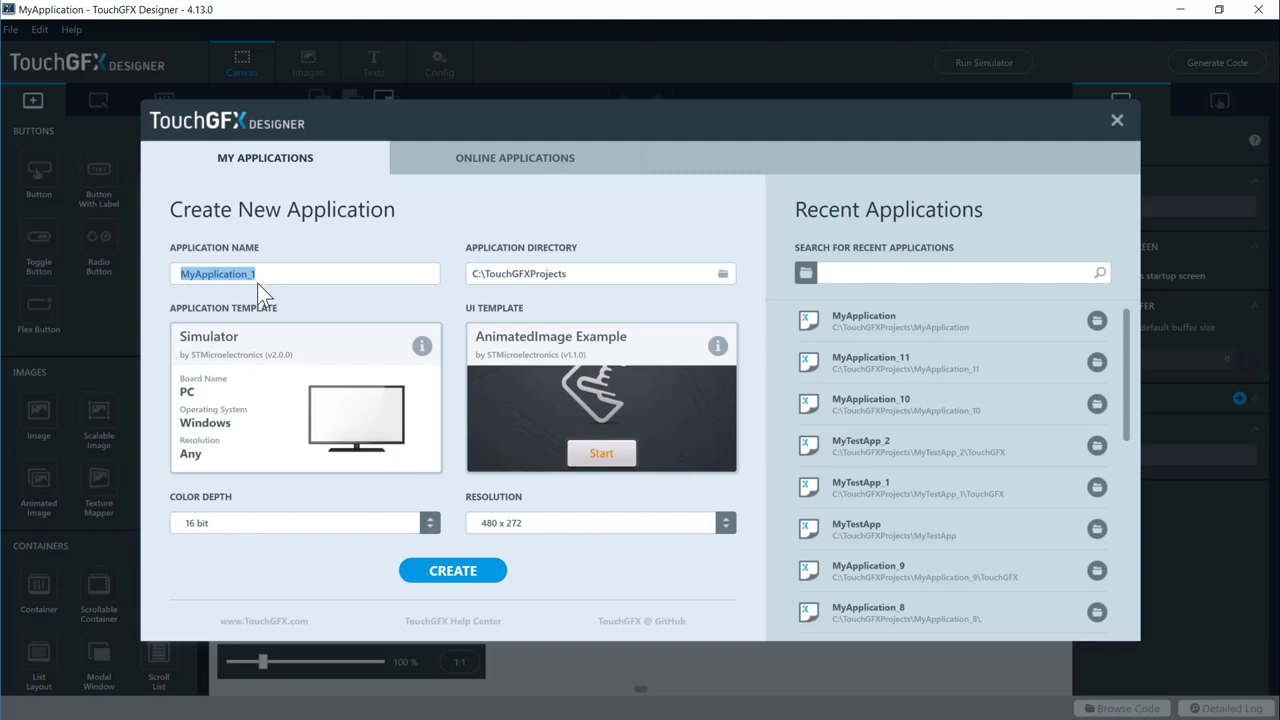 MyApplication - TouchGFX Designer - 4.13.0
File Edit Help
TouchGFX DESIGNER
Canvas
Images
Texts
Config
Run Simulator
Generate Code
BUTTONS
Button
Button
With Label
Toggle
Button
Radio
Button
Flex Button
IMAGES
Image
Scalable
Image
Animated
Image
Texture
Mapper
CONTAINERS
Container
Scrollable
Container
List
Layout
Modal
Window
Scroll
List
TouchGFX DESIGNER
MY APPLICATIONS
ONLINE APPLICATIONS
Create New Application
APPLICATION NAME
MyApplication_1
APPLICATION DIRECTORY
C:\TouchGFXProjects
APPLICATION TEMPLATE
Simulator
by STMicroelectronics (v2.0.0)
Board Name
PC
Operating System
Windows
Resolution
Any
UI TEMPLATE
AnimatedImage Example
by STMicroelectronics (v1.1.0)
Start
COLOR DEPTH
16 bit
RESOLUTION
480 x 272
CREATE
www.TouchGFX.com
TouchGFX Help Center
TouchGFX @ GitHub
Recent Applications
SEARCH FOR RECENT APPLICATIONS
MyApplication
C:\TouchGFXProjects\MyApplication
MyApplication_11
C:\TouchGFXProjects\MyApplication_11
MyApplication_10
C:\TouchGFXProjects\MyApplication_10
MyTestApp_2
C:\TouchGFXProjects\MyTestApp_2\TouchGFX
MyTestApp_1
C:\TouchGFXProjects\MyTestApp_1\TouchGFX
MyTestApp
C:\TouchGFXProjects\MyTestApp
MyApplication_9
C:\TouchGFXProjects\MyApplication_9\TouchGFX
MyApplication_8
C:\TouchGFXProjects\MyApplication_8\,
startup screen
default buffer size
0
100 %
1:1
Browse Code
Detailed Log